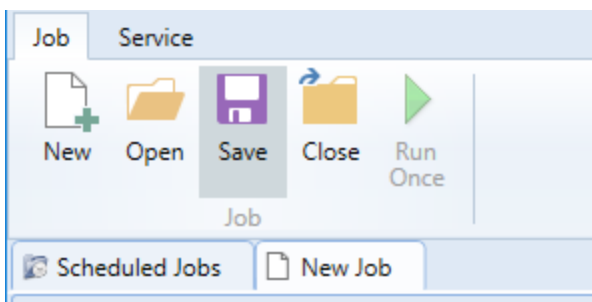 Job Service
New Open Save Close Run
Once
Job
Scheduled Jobs New Job